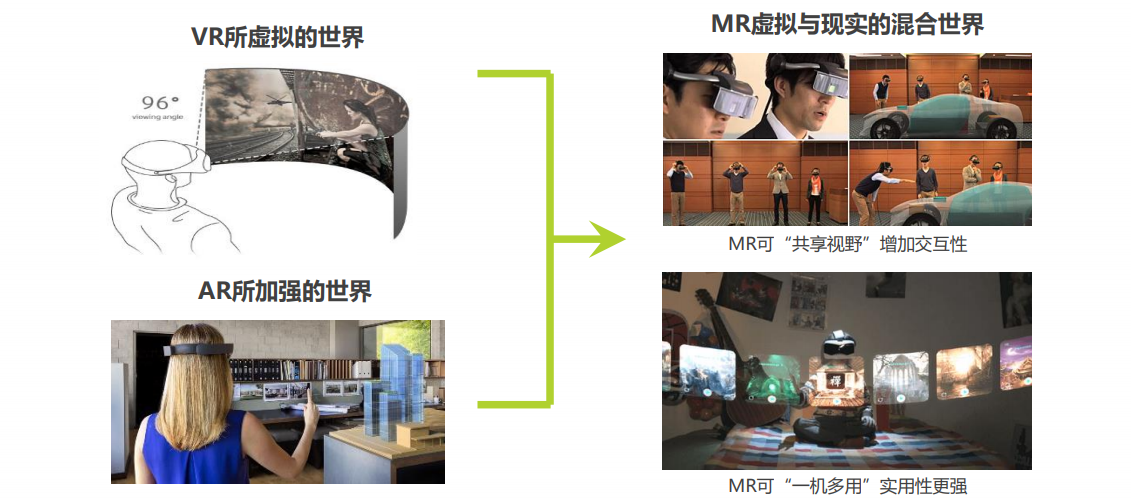 VR所虚拟的世界
96°
viewing angle
AR所加强的世界
MR虚拟与现实的混合世界
MR可“共享视野”增加交互性
禅
MR可“一机多用”实用性更强